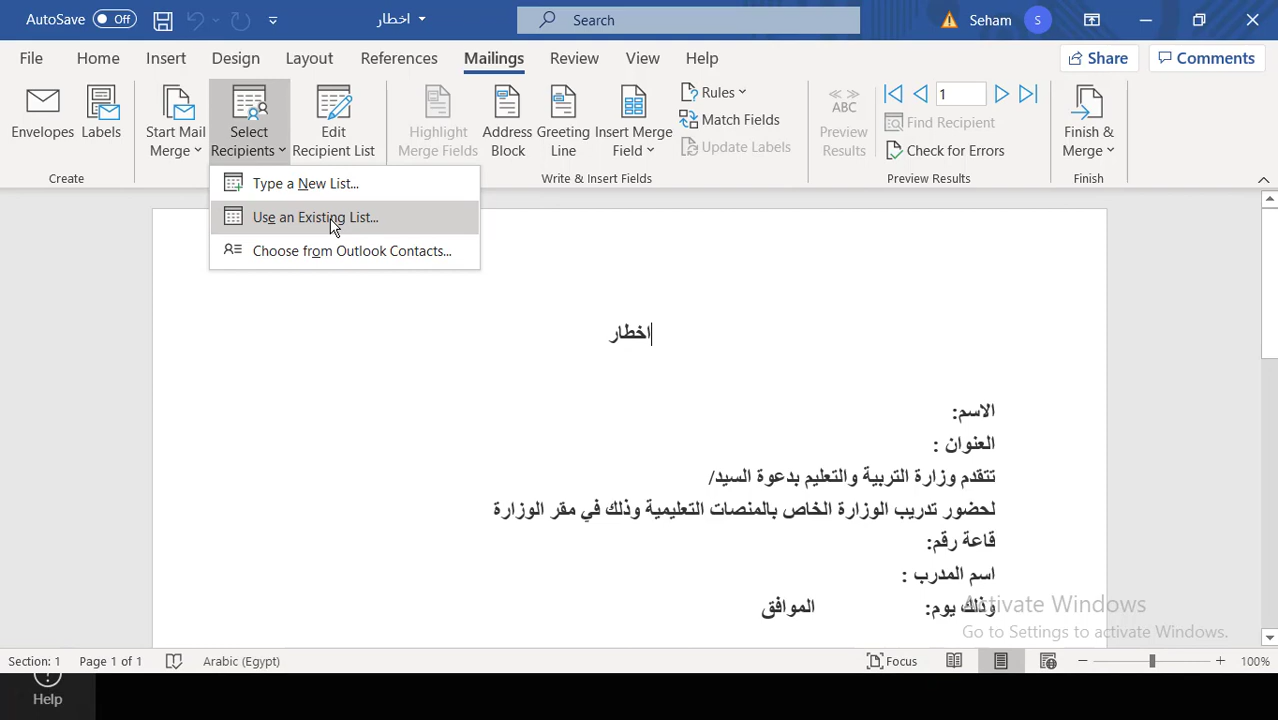 AutoSave Off اخطار Search Seham S
File Home Insert Design Layout References Mailings Review View Help Share Comments
Envelopes
Labels
Create
Start Mail
Merge
Select
Recipients
Edit
Recipient List
Highlight
Merge Fields
Address
Block
Greeting
Line
Insert Merge
Field
Rules
Match Fields
Update Labels
Write & Insert Fields
ABC
Preview
Results
1
Find Recipient
Check for Errors
Preview Results
Finish &
Merge
Finish
Type a New List...
Use an Existing List...
Choose from Outlook Contacts...
اخطار
الاسم:
العنوان :
تتقدم وزارة التربية والتعليم بدعوة السيد/
لحضور تدريب الوزارة الخاص بالمنصات التعليمية وذلك في مقر الوزارة
قاعة رقم:
اسم المدرب :
وذلك يوم: الموافق
Activate Windows
Go to Settings to activate Windows.
Section: 1 Page 1 of 1 Arabic (Egypt) Focus 100%
Help